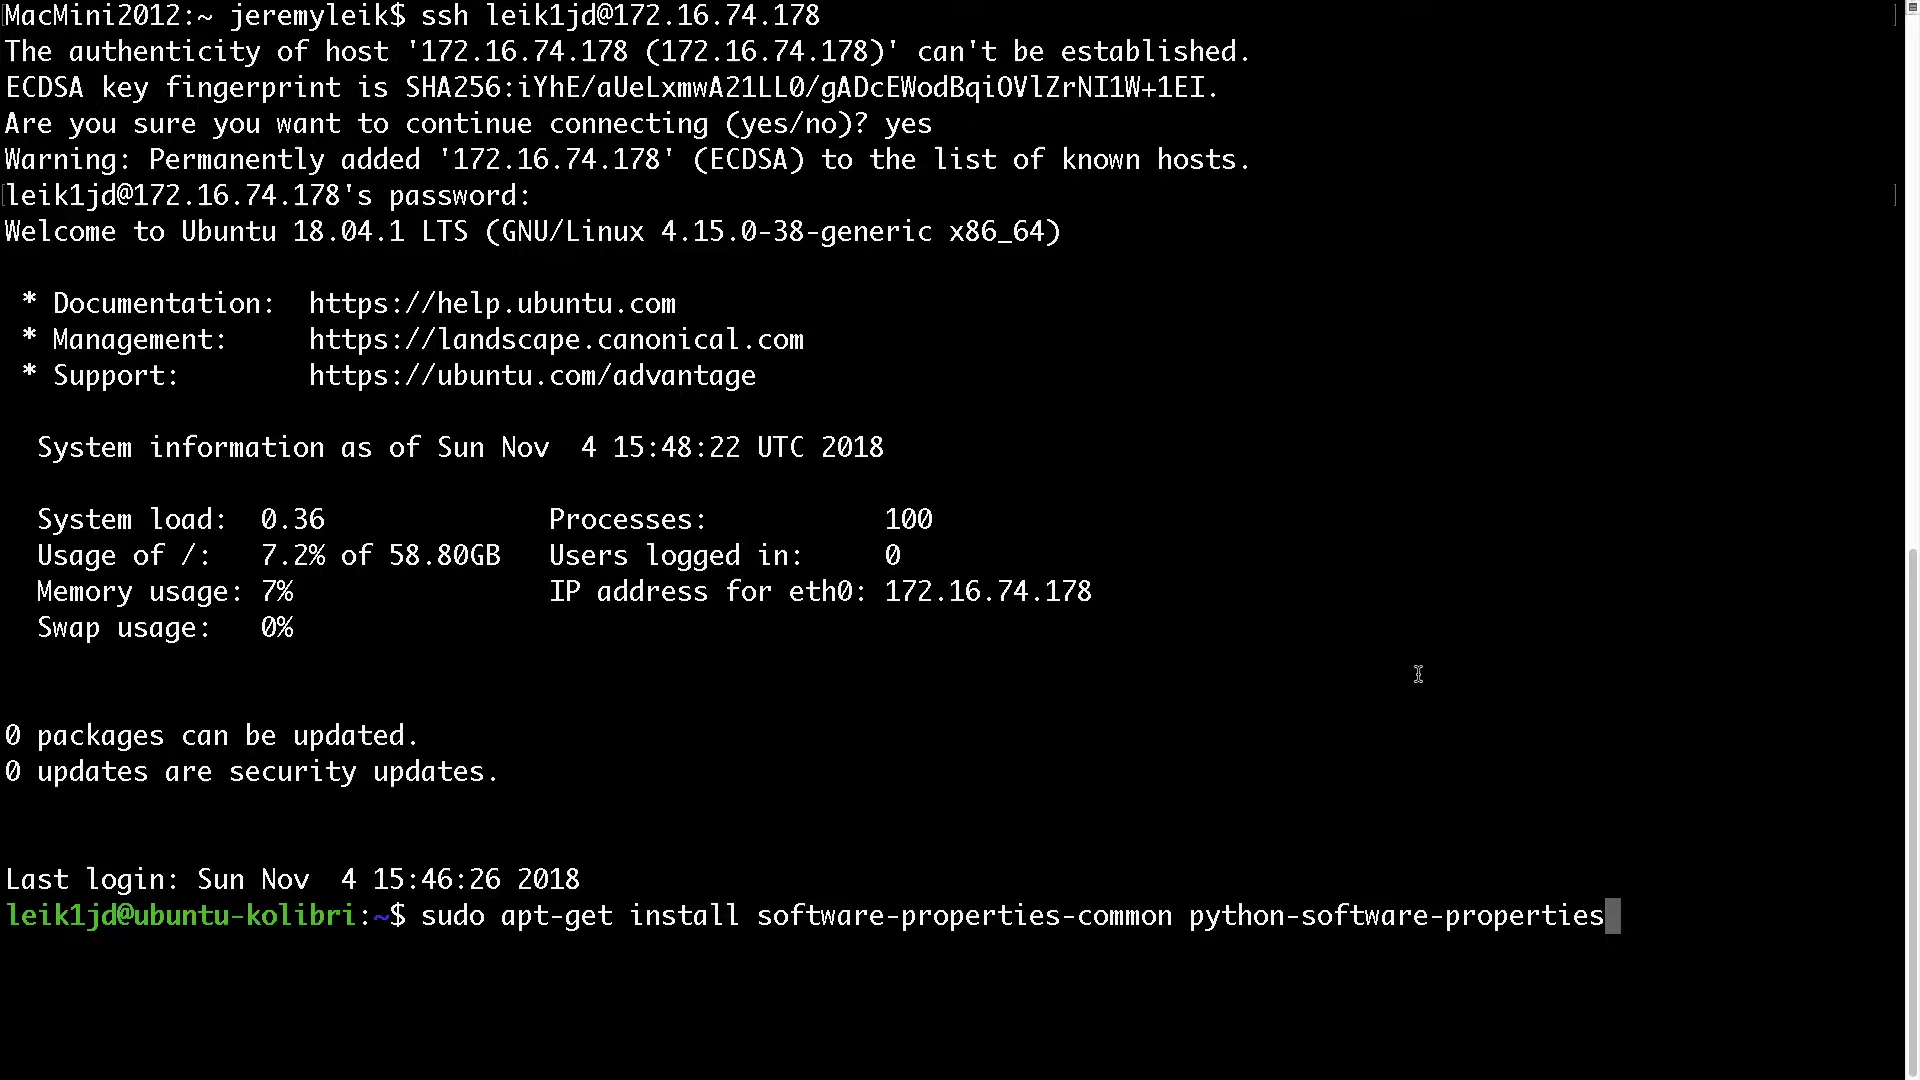 MacMini2012:~ jeremyleik$ ssh leik1jd@172.16.74.178
The authenticity of host '172.16.74.178 (172.16.74.178)' can't be established.
ECDSA key fingerprint is SHA256:iYhE/aUeLxmwA21LL0/gADcEWodBqiOVlZrNI1W+1EI.
Are you sure you want to continue connecting (yes/no)? yes
Warning: Permanently added '172.16.74.178' (ECDSA) to the list of known hosts.
leik1jd@172.16.74.178's password:
Welcome to Ubuntu 18.04.1 LTS (GNU/Linux 4.15.0-38-generic x86_64)
* Documentation:  https://help.ubuntu.com
* Management:     https://landscape.canonical.com
* Support:        https://ubuntu.com/advantage
System information as of Sun Nov  4 15:48:22 UTC 2018
System load:  0.36              Processes:           100
Usage of /:   7.2% of 58.80GB   Users logged in:     0
Memory usage: 7%                IP address for eth0: 172.16.74.178
Swap usage:   0%
0 packages can be updated.
0 updates are security updates.
Last login: Sun Nov  4 15:46:26 2018
leik1jd@ubuntu-kolibri:~$ sudo apt-get install software-properties-common python-software-properties